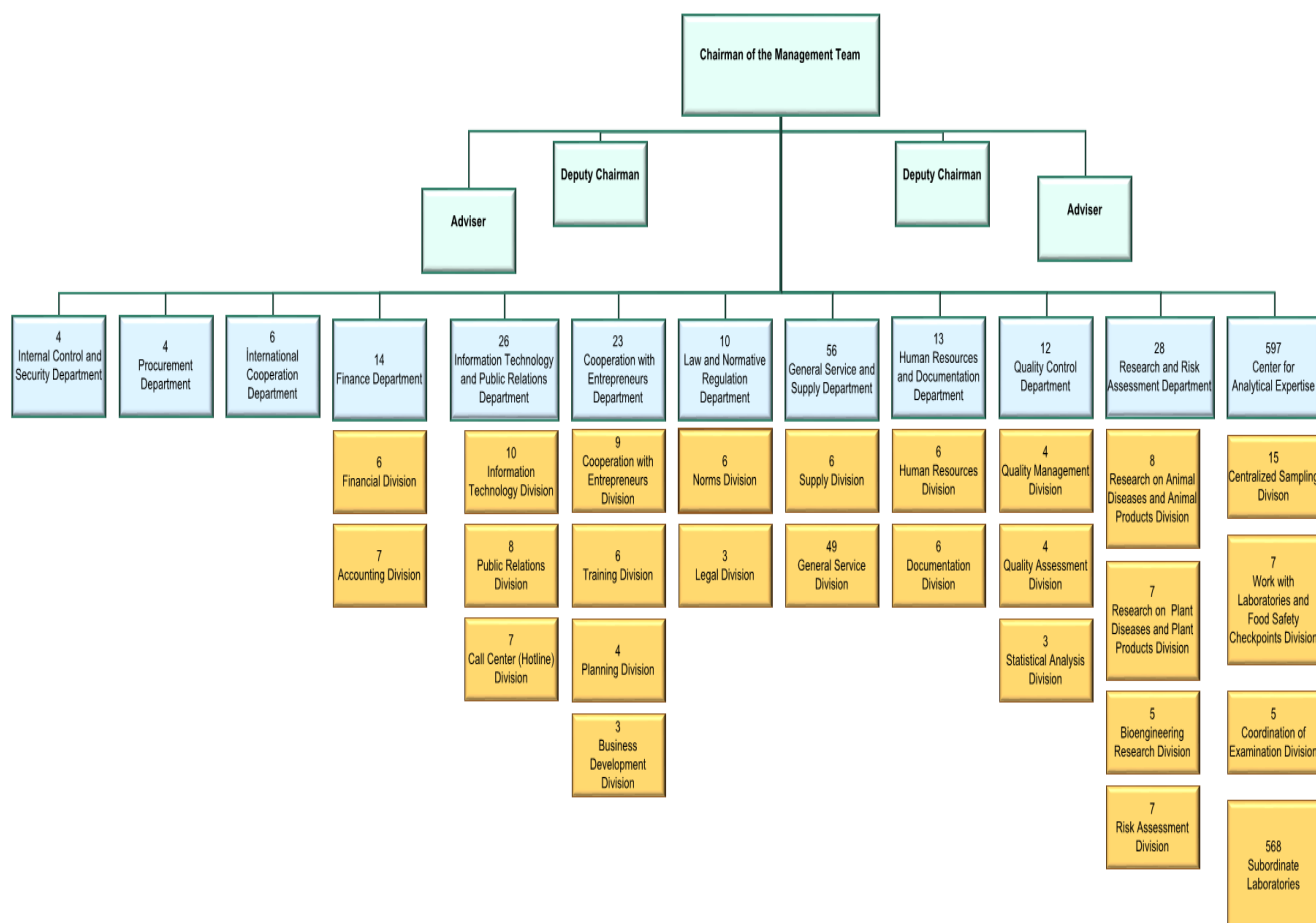 Chairman of the Management Team
Deputy Chairman
Deputy Chairman
Adviser
Adviser
4
Internal Control and
Security Department
4
Procurement
Department
6
İnternational
Cooperation
Department
14
Finance Department
26
Information Technology
and Public Relations
Department
23
Cooperation with
Entrepreneurs
Department
10
Law and Normative
Regulation
Department
56
General Service and
Supply Department
13
Human Resources
and Documentation
Department
12
Quality Control
Department
28
Research and Risk
Assessment Department
597
Center for
Analytical Expertise
6
Financial Division
7
Accounting Division
10
Information
Technology Division
8
Public Relations
Division
7
Call Center (Hotline)
Division
9
Cooperation with
Entrepreneurs
Division
6
Training Division
4
Planning Division
3
Business
Development
Division
6
Norms Division
3
Legal Division
6
Supply Division
49
General Service
Division
6
Human Resources
Division
6
Documentation
Division
4
Quality Management
Division
4
Quality Assessment
Division
3
Statistical Analysis
Division
8
Research on Animal
Diseases and Animal
Products Division
7
Research on Plant
Diseases and Plant
Products Division
5
Bioengineering
Research Division
7
Risk Assessment
Division
15
Centralized Sampling
Divison
7
Work with
Laboratories and
Food Safety
Checkpoints Division
5
Coordination of
Examination Division
568
Subordinate
Laboratories